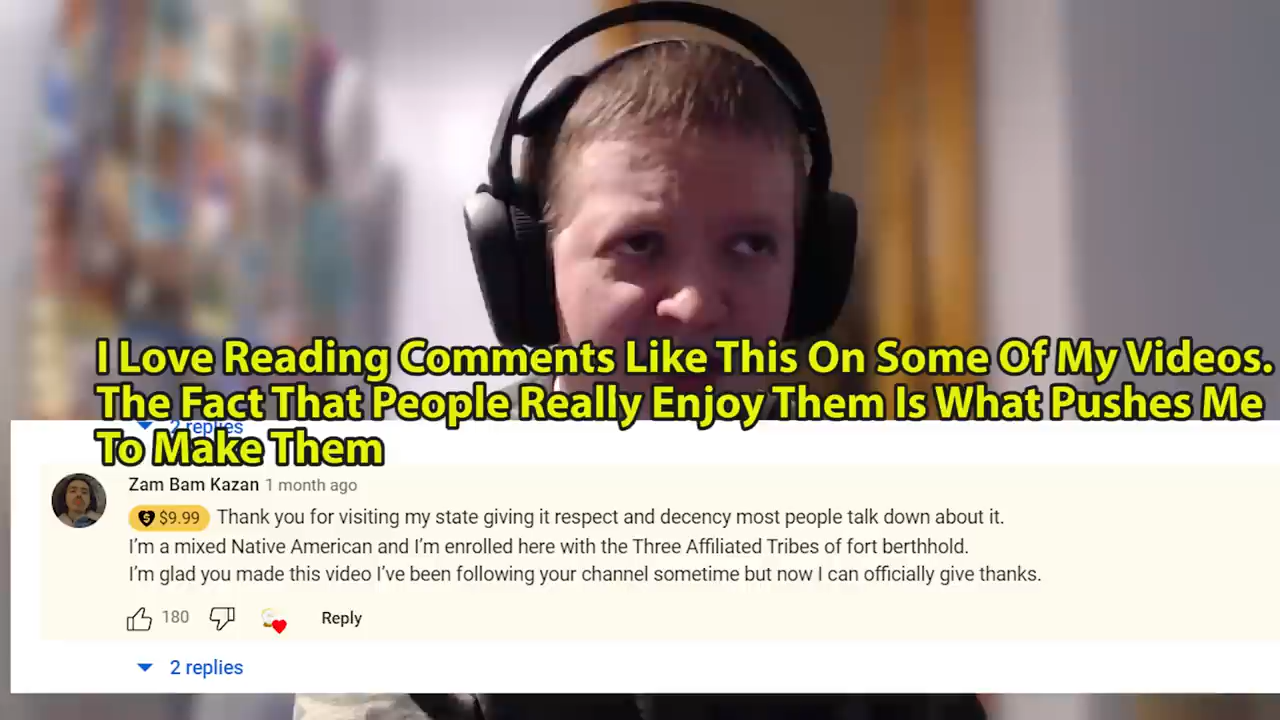 I Love Reading Comments Like This On Some Of My Videos.
The Fact That People Really Enjoy Them Is What Pushes Me
To Make Them
2 replies
Zam Bam Kazan 1 month ago
$9.99 Thank you for visiting my state giving it respect and decency most people talk down about it.
I'm a mixed Native American and I'm enrolled here with the Three Affiliated Tribes of fort berthhold.
I'm glad you made this video I've been following your channel sometime but now I can officially give thanks.
180 Reply
2 replies